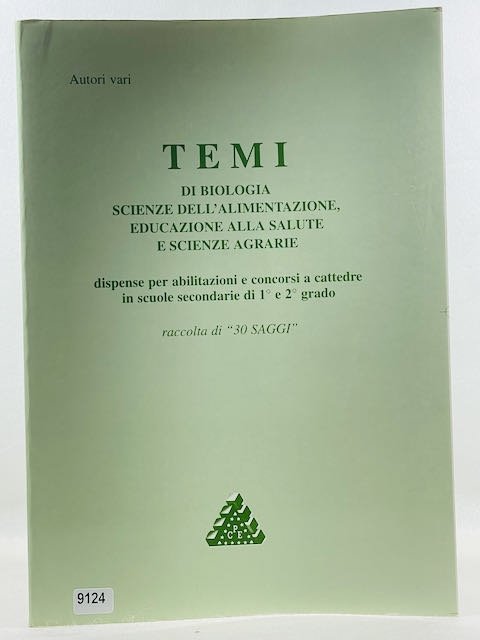 Autori vari
TEMI
DI BIOLOGIA
SCIENZE DELL'ALIMENTAZIONE,
EDUCAZIONE ALLA SALUTE
E SCIENZE AGRARIE
dispense per abilitazioni e concorsi a cattedre
in scuole secondarie di 1° e 2° grado
raccolta di “30 SAGGI”
P
C E
9124